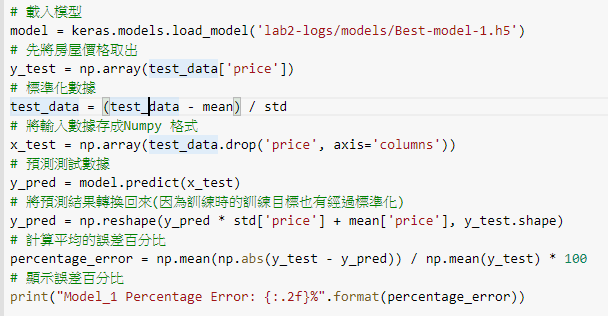 # 載入模型
model = keras.models.load_model('lab2-logs/models/Best-model-1.h5')
# 先將房屋價格取出
y_test = np.array(test_data['price'])
# 標準化數據
test_data = (test_data - mean) / std
# 將輸入數據存成Numpy 格式
x_test = np.array(test_data.drop('price', axis='columns'))
# 預測測試數據
y_pred = model.predict(x_test)
# 將預測結果轉換回來(因為訓練時的訓練目標也有經過標準化)
y_pred = np.reshape(y_pred * std['price'] + mean['price'], y_test.shape)
# 計算平均的誤差百分比
percentage_error = np.mean(np.abs(y_test - y_pred)) / np.mean(y_test) * 100
# 顯示誤差百分比
print("Model_1 Percentage Error: {:.2f}%".format(percentage_error))